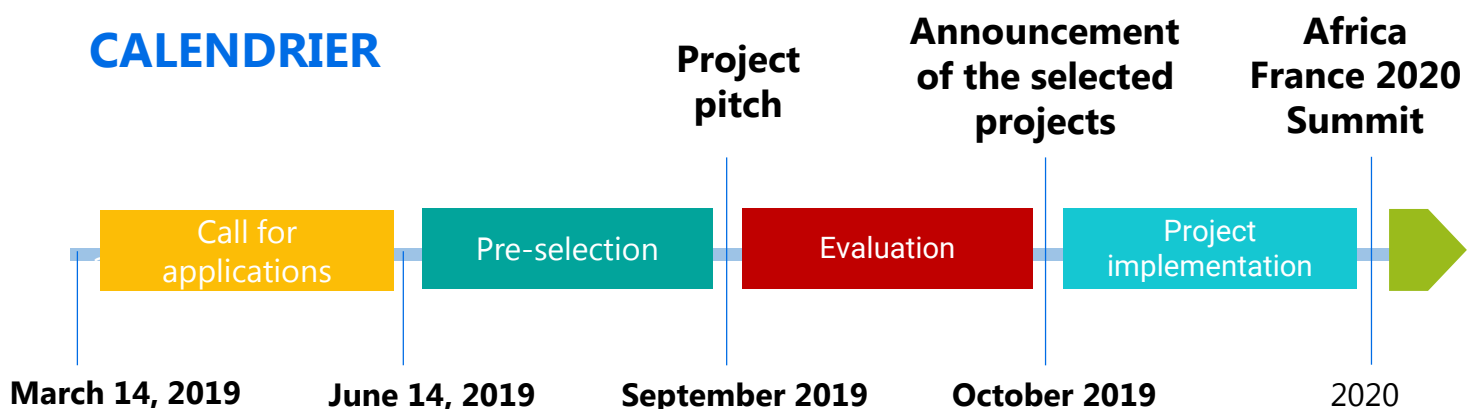 CALENDRIER
Project
pitch
Announcement
of the selected
projects
Africa
France 2020
Summit
Call for
applications
Pre-selection
Evaluation
Project
implementation
March 14, 2019
June 14, 2019
September 2019
October 2019
2020